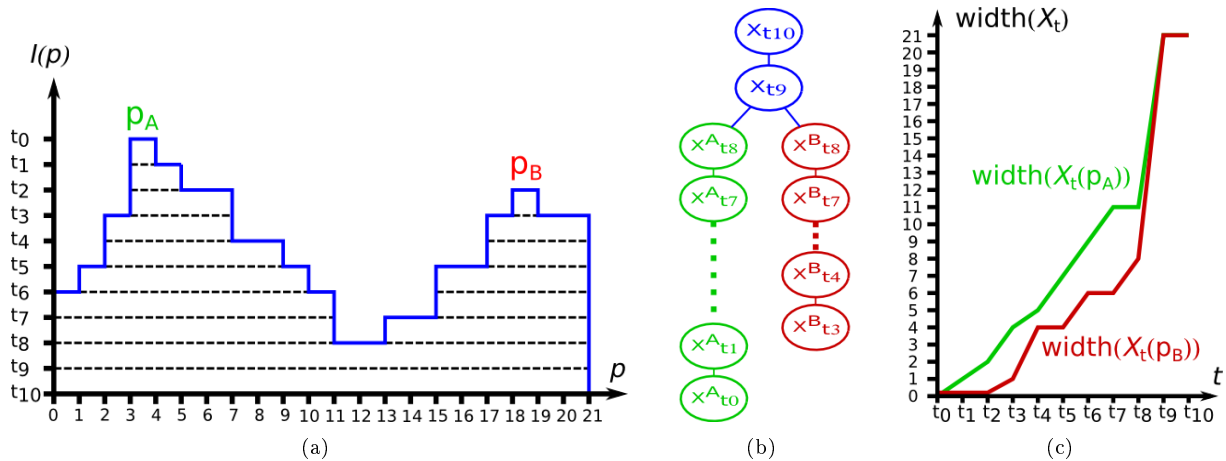 I(p)
t0
t1
t2
t3
t4
t5
t6
t7
t8
t9
t10
pA
pB
p
0 1 2 3 4 5 6 7 8 9 10 11 12 13 14 15 16 17 18 19 20 21
(a)
xt10
xt9
xAt8
xBt8
xAt7
xBt7
xBt4
xBt3
xAt1
xAt0
(b)
width(Xt)
21
20
19
18
17
16
15
14
13
12
11
10
9
8
7
6
5
4
3
2
1
0
width(Xt(pA))
width(Xt(pB))
t
t0 t1 t2 t3 t4 t5 t6 t7 t8 t9 t10
(c)